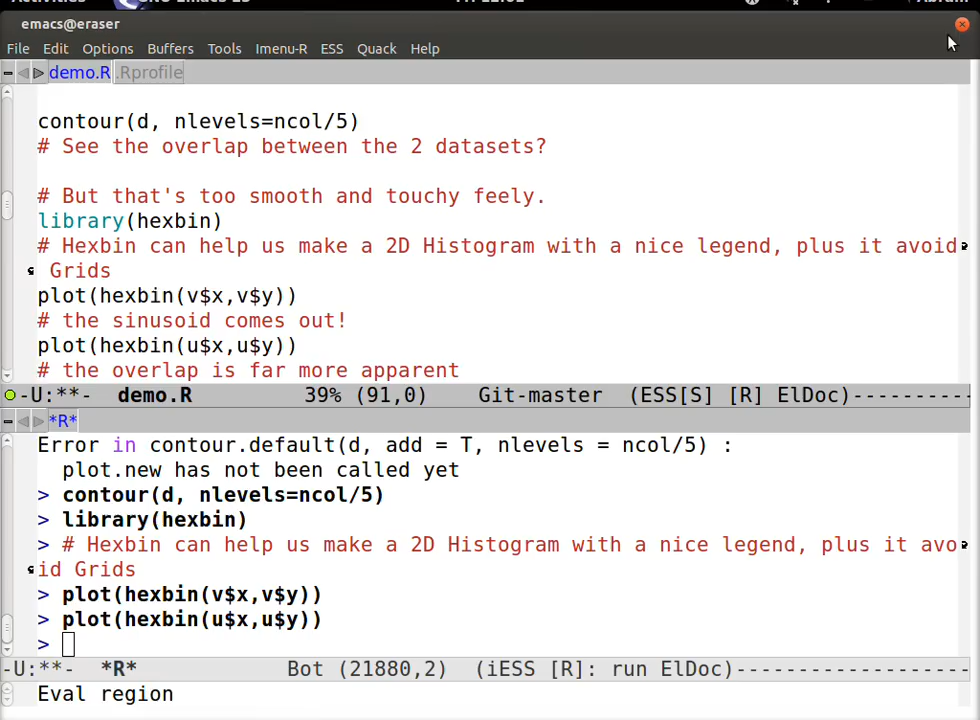 emacs@eraser
File Edit Options Buffers Tools Imenu-R ESS Quack Help
demo.R .Rprofile
contour(d, nlevels=ncol/5)
# See the overlap between the 2 datasets?
# But that's too smooth and touchy feely.
library(hexbin)
# Hexbin can help us make a 2D Histogram with a nice legend, plus it avoid
Grids
plot(hexbin(v$x,v$y))
# the sinusoid comes out!
plot(hexbin(u$x,u$y))
# the overlap is far more apparent
-U:**- demo.R 39% (91,0) Git-master (ESS[S] [R] ElDoc)----------
*R*
Error in contour.default(d, add = T, nlevels = ncol/5) :
plot.new has not been called yet
> contour(d, nlevels=ncol/5)
> library(hexbin)
> # Hexbin can help us make a 2D Histogram with a nice legend, plus it avo
id Grids
> plot(hexbin(v$x,v$y))
> plot(hexbin(u$x,u$y))
>
-U:**- *R* Bot (21880,2) (iESS [R]: run ElDoc)-------------------
Eval region